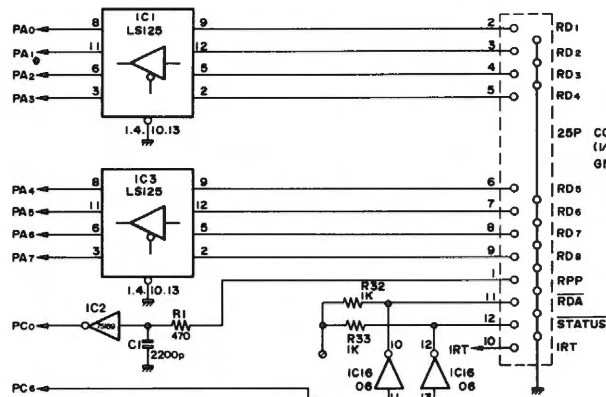 PA0 8 IC1 9 2 RD1
LS125
PA1 11 12 3 RD2
PA2 6 5 4 RD3
PA3 3 2 5 RD4
1.4.10.13
25P CO
(I/
GN
IC3
LS125
PA4 8 9 6 RD5
PA5 11 12 7 RD6
PA6 6 5 8 RD7
PA7 3 2 9 RD8
1.4.10.13
1 RPP
R32
1K
11 RDA
IC2
R1
PC0
470
12 STATUS
C1
2200p
R33
1K
10 12
IRT 10 IRT
IC16
06
IC16
06
PC6
11 13